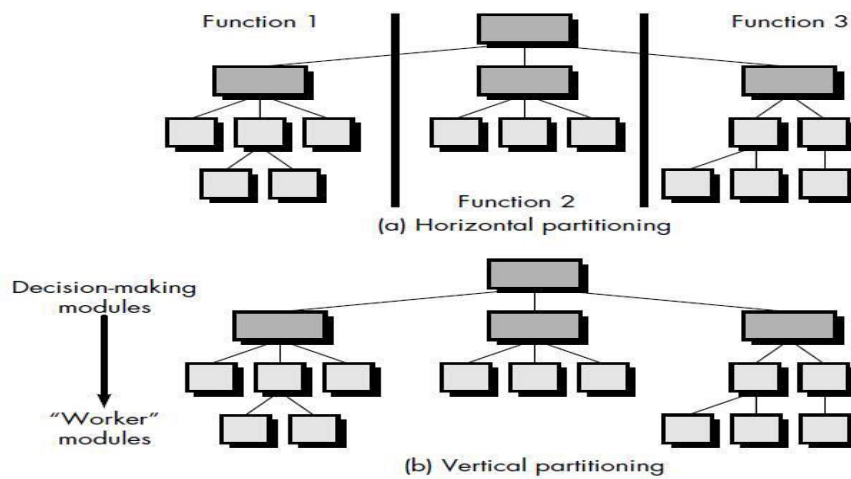 Function 1
Function 3
Function 2
(a) Horizontal partitioning
Decision-making
modules
“Worker”
modules
(b) Vertical partitioning